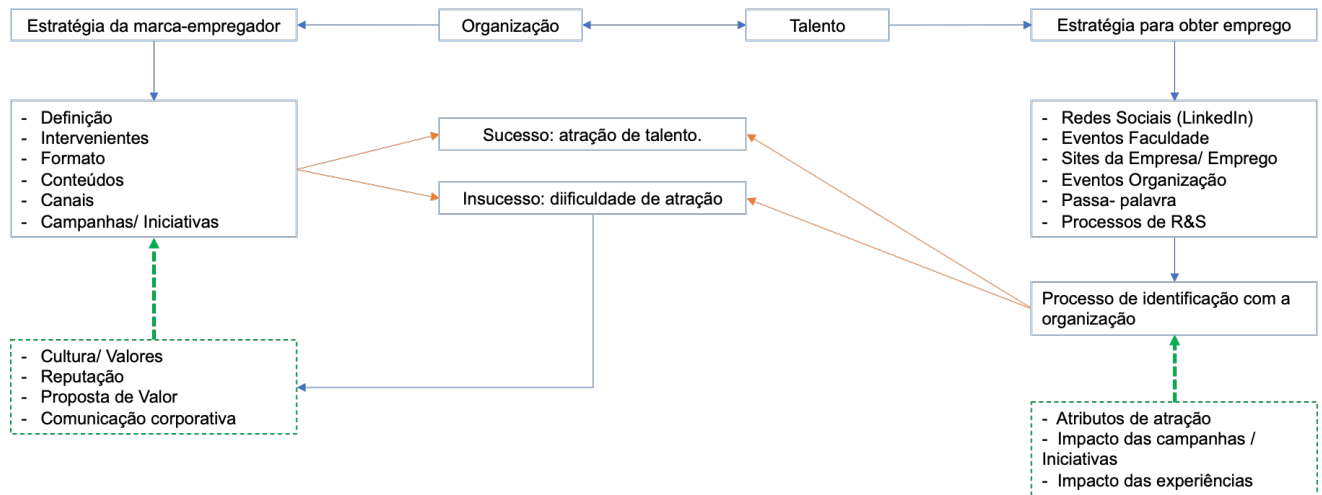 Estratégia da marca-empregador
Organização
Talento
Estratégia para obter emprego
- Definição
- Intervenientes
- Formato
- Conteúdos
- Canais
- Campanhas/ Iniciativas
Sucesso: atração de talento.
Insucesso: diificuldade de atração
- Redes Sociais (LinkedIn)
- Eventos Faculdade
- Sites da Empresa/ Emprego
- Eventos Organização
- Passa- palavra
- Processos de R&S
Processo de identificação com a
organização
- Cultura/ Valores
- Reputação
- Proposta de Valor
- Comunicação corporativa
- Atributos de atração
- Impacto das campanhas /
Iniciativas
- Impacto das experiências